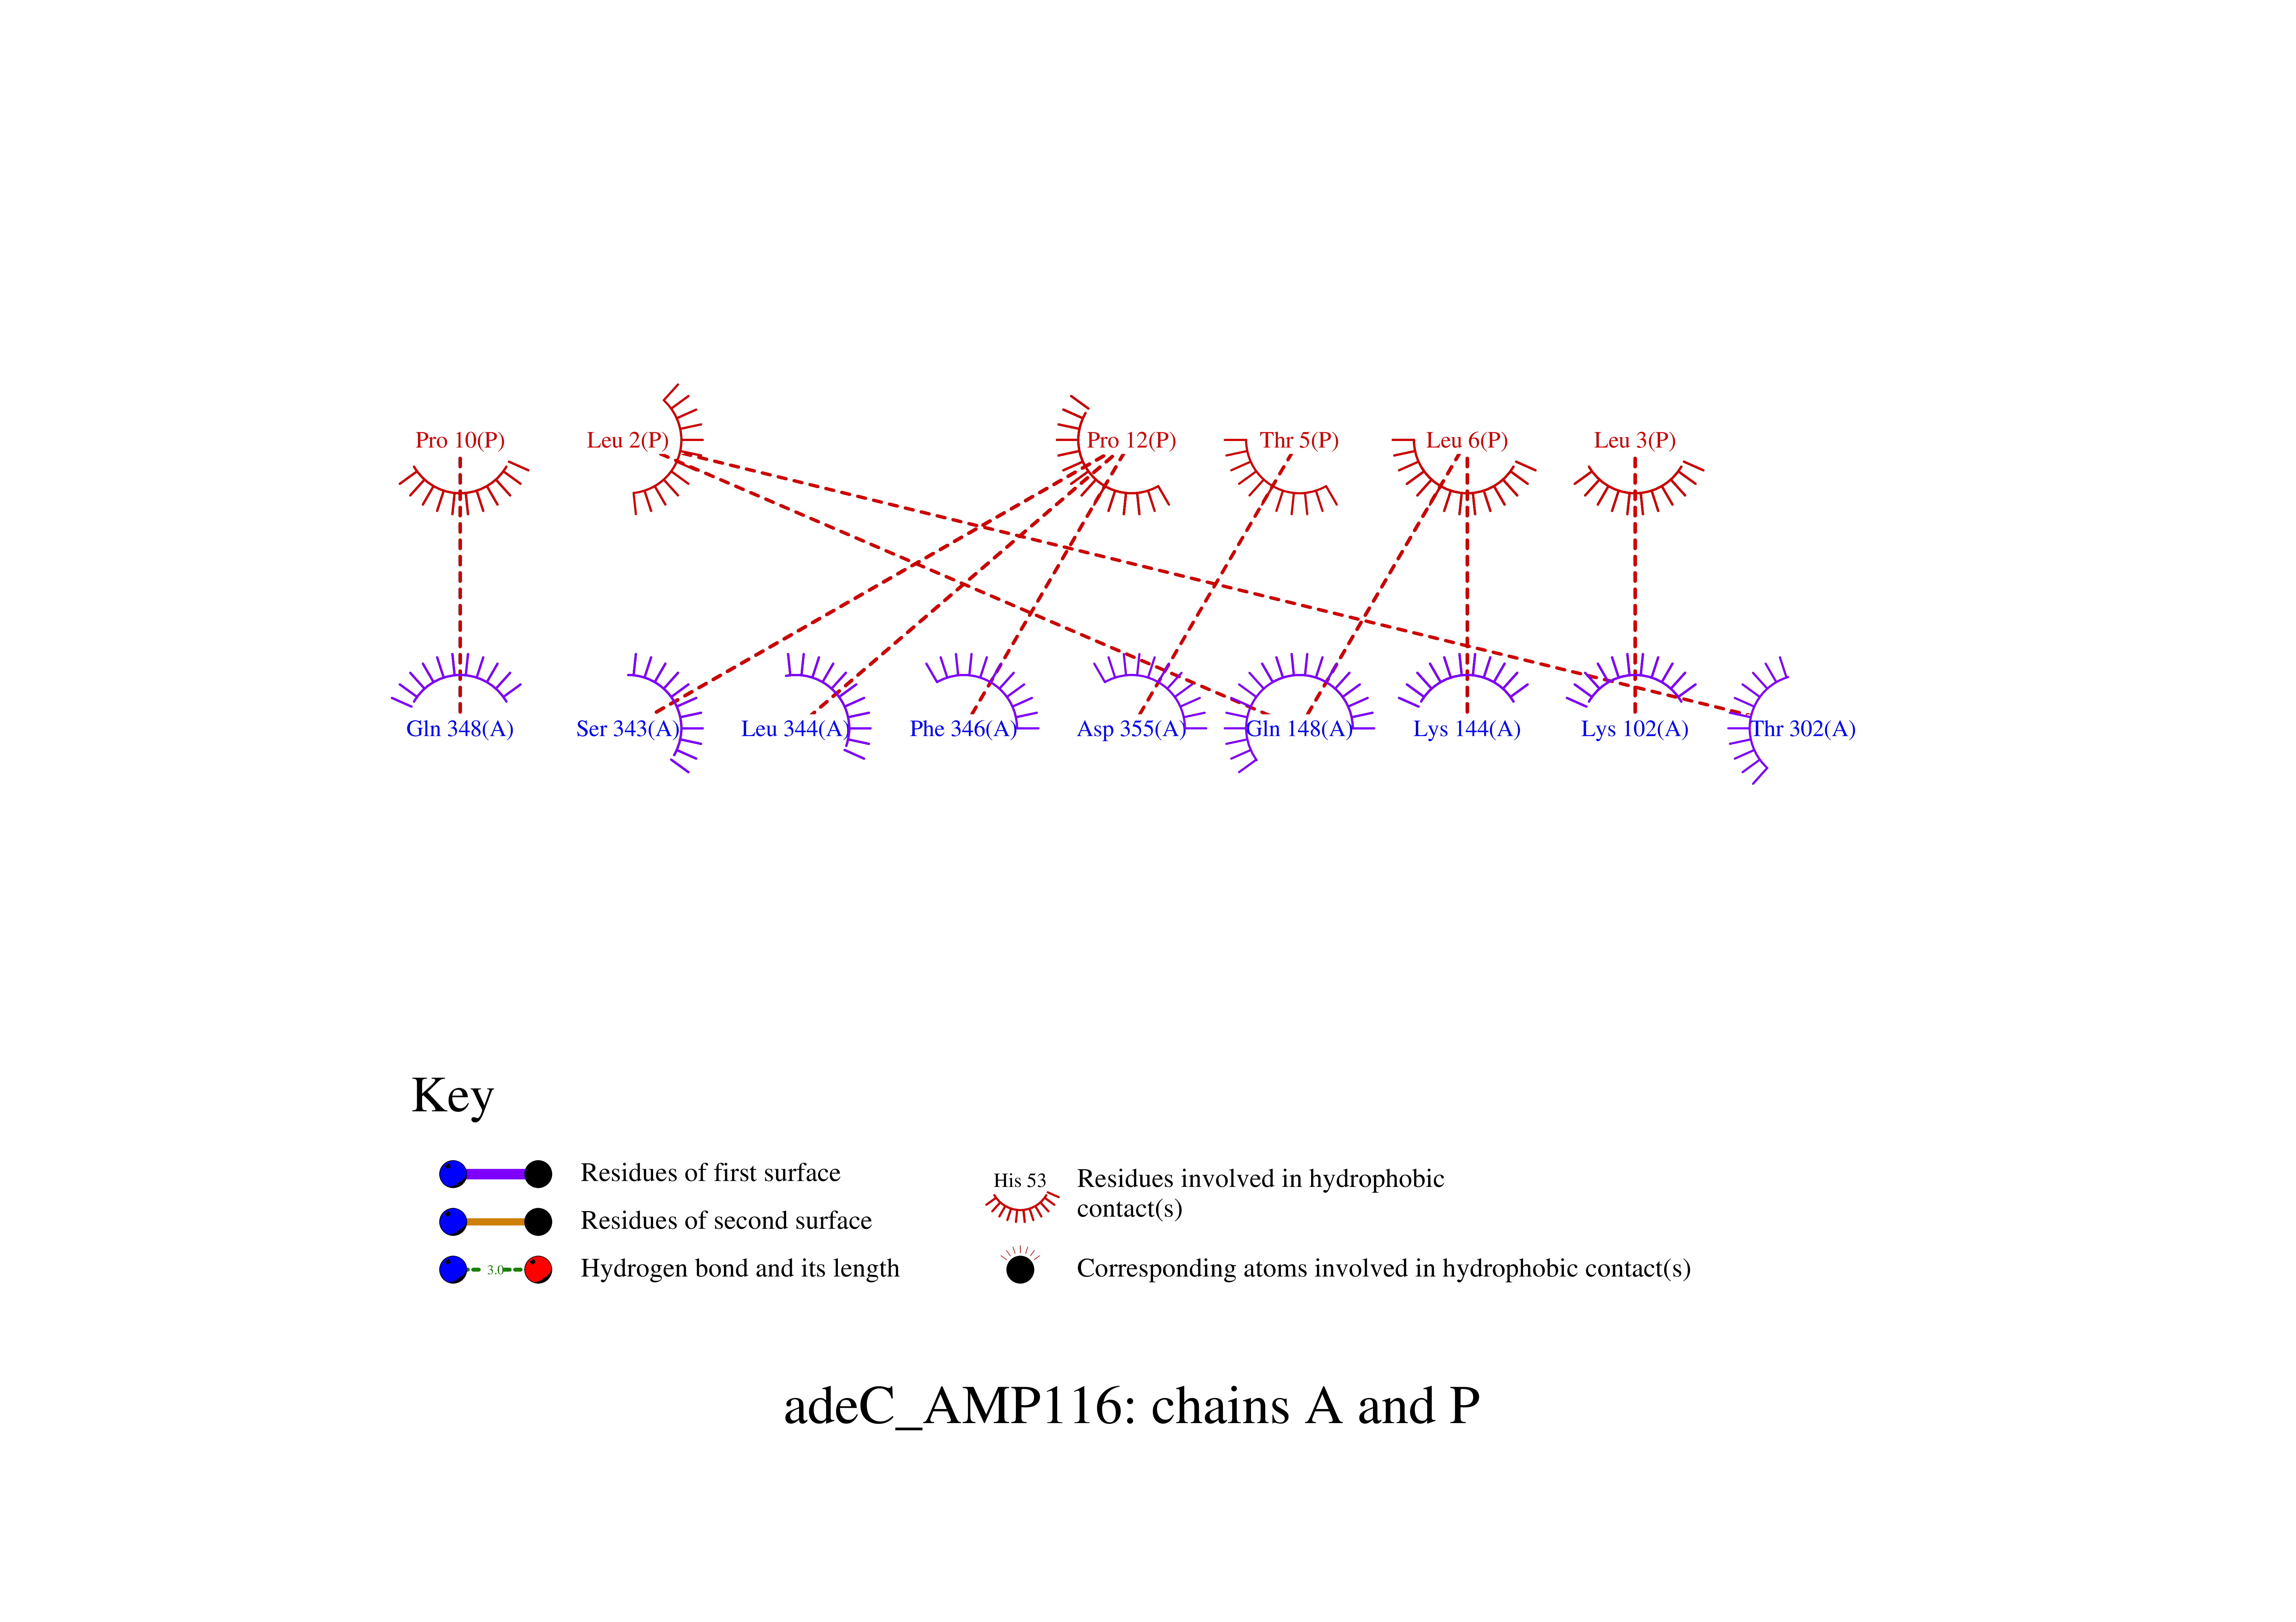 Pro 10(P) Leu 2(P) Pro 12(P) Thr 5(P) Leu 6(P) Leu 3(P)
Gln 348(A) Ser 343(A) Leu 344(A) Phe 346(A) Asp 355(A) Gln 148(A) Lys 144(A) Lys 102(A) Thr 302(A)
Key
Residues of first surface
Residues of second surface
3.0 Hydrogen bond and its length
His 53 Residues involved in hydrophobic
contact(s)
Corresponding atoms involved in hydrophobic contact(s)
adeC_AMP116: chains A and P